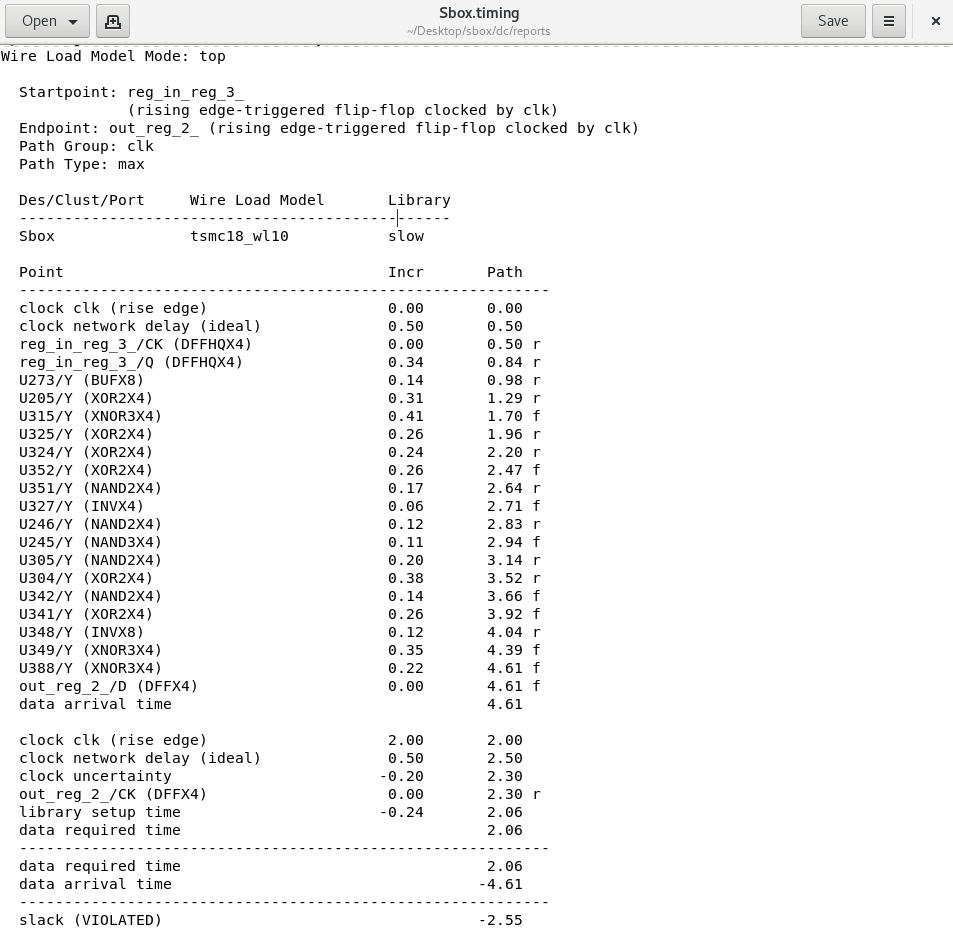 Open
Sbox.timing
~/Desktop/sbox/dc/reports
Save
Wire Load Model Mode: top
Startpoint: reg_in_reg_3_
(rising edge-triggered flip-flop clocked by clk)
Endpoint: out_reg_2_ (rising edge-triggered flip-flop clocked by clk)
Path Group: clk
Path Type: max
Des/Clust/Port     Wire Load Model       Library
------------------------------------------------
Sbox               tsmc18_wl10           slow
Point                                    Incr       Path
-----------------------------------------------------------
clock clk (rise edge)                    0.00       0.00
clock network delay (ideal)              0.50       0.50
reg_in_reg_3_/CK (DFFHQX4)               0.00       0.50 r
reg_in_reg_3_/Q (DFFHQX4)                0.34       0.84 r
U273/Y (BUFX8)                           0.14       0.98 r
U205/Y (XOR2X4)                          0.31       1.29 r
U315/Y (XNOR3X4)                         0.41       1.70 f
U325/Y (XOR2X4)                          0.26       1.96 r
U324/Y (XOR2X4)                          0.24       2.20 r
U352/Y (XOR2X4)                          0.26       2.47 f
U351/Y (NAND2X4)                         0.17       2.64 r
U327/Y (INVX4)                           0.06       2.71 f
U246/Y (NAND2X4)                         0.12       2.83 r
U245/Y (NAND3X4)                         0.11       2.94 f
U305/Y (NAND2X4)                         0.20       3.14 r
U304/Y (XOR2X4)                          0.38       3.52 r
U342/Y (NAND2X4)                         0.14       3.66 f
U341/Y (XOR2X4)                          0.26       3.92 f
U348/Y (INVX8)                           0.12       4.04 r
U349/Y (XNOR3X4)                         0.35       4.39 f
U388/Y (XNOR3X4)                         0.22       4.61 f
out_reg_2_/D (DFFX4)                     0.00       4.61 f
data arrival time                                   4.61
clock clk (rise edge)                    2.00       2.00
clock network delay (ideal)              0.50       2.50
clock uncertainty                       -0.20       2.30
out_reg_2_/CK (DFFX4)                    0.00       2.30 r
library setup time                      -0.24       2.06
data required time                                  2.06
-----------------------------------------------------------
data required time                                  2.06
data arrival time                                  -4.61
-----------------------------------------------------------
slack (VIOLATED)                                   -2.55